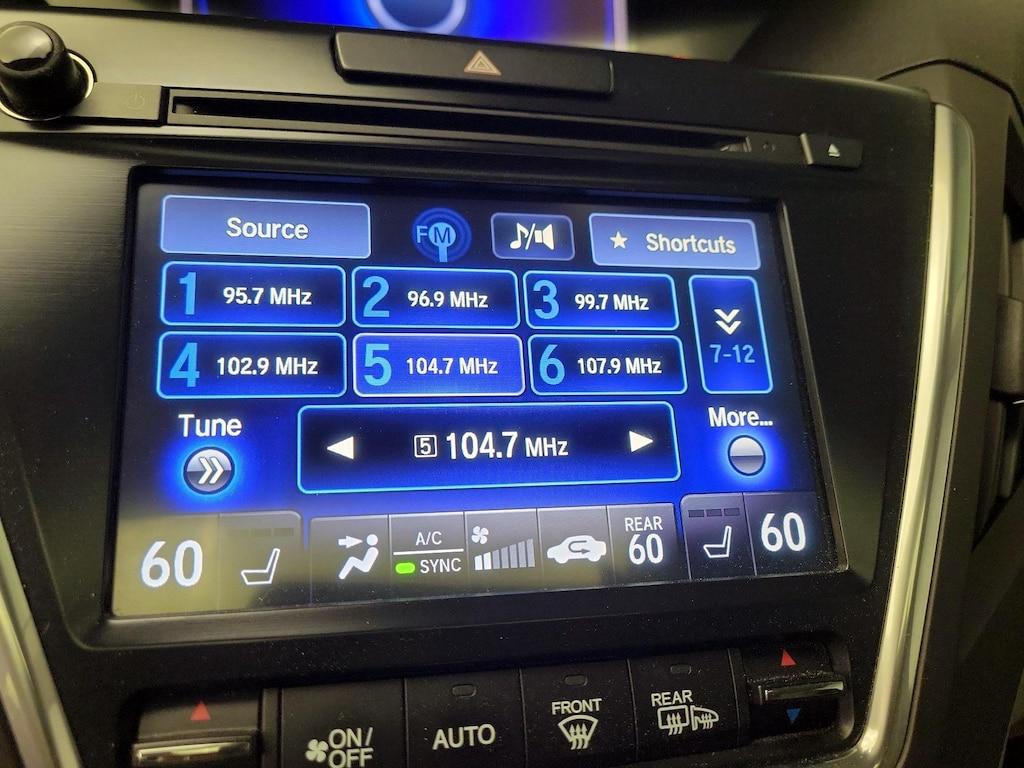 Source
FM
Shortcuts
1 95.7 MHz
2 96.9 MHz
3 99.7 MHz
4 102.9 MHz
5 104.7 MHz
6 107.9 MHz
7-12
Tune
5 104.7 MHz
More...
60
A/C
SYNC
REAR
60
60
ON/
OFF
AUTO
FRONT
REAR